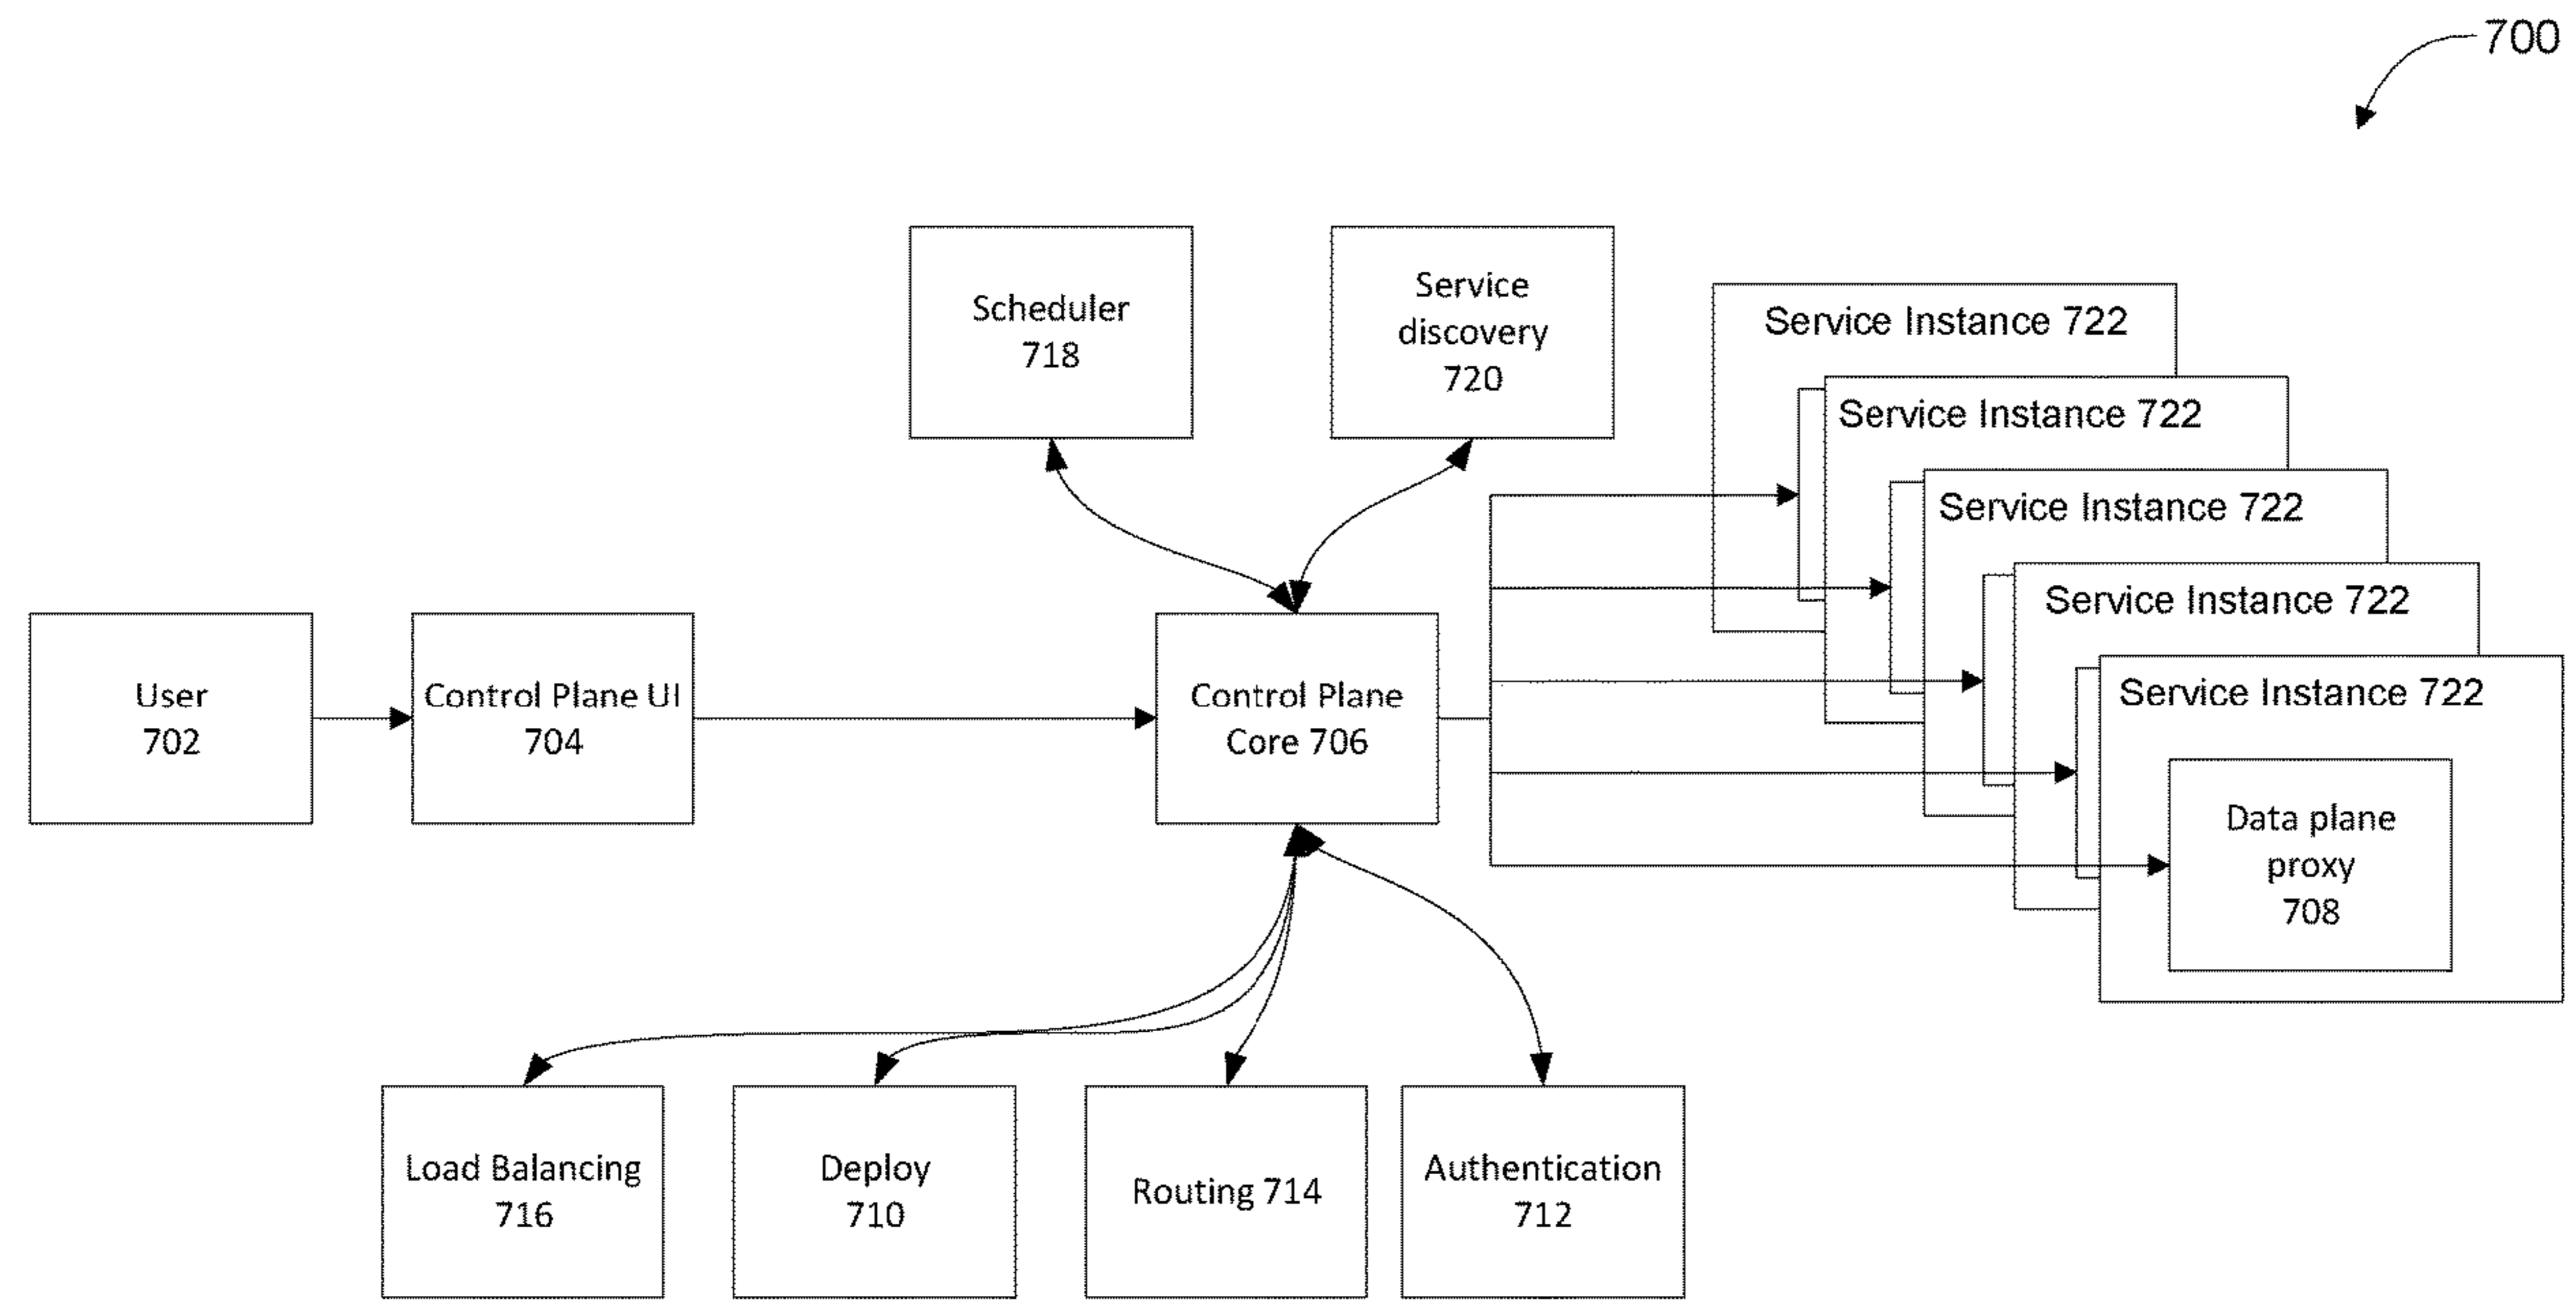 700
Scheduler
718
Service
discovery
720
Service Instance 722
Service Instance 722
Service Instance 722
Service Instance 722
Service Instance 722
User
702
Control Plane UI
704
Control Plane
Core 706
Data plane
proxy
708
Load Balancing
716
Deploy
710
Routing 714
Authentication
712